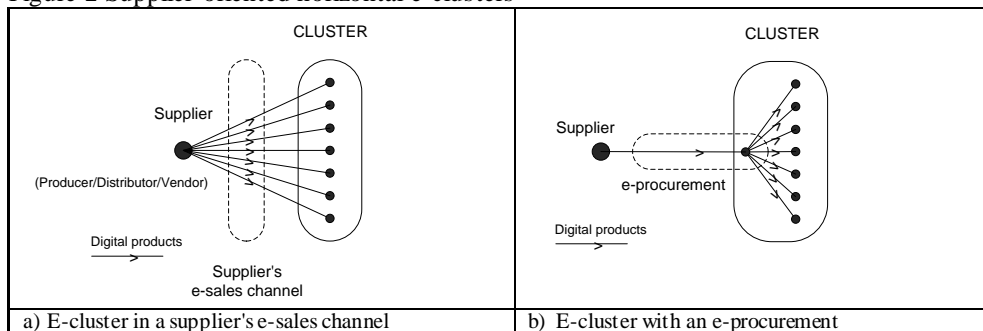 Figure 2 Supplier-oriented horizontal e-clusters
CLUSTER
Supplier
(Producer/Distributor/Vendor)
Digital products
Supplier's
e-sales channel
a) E-cluster in a supplier's e-sales channel
CLUSTER
Supplier
e-procurement
Digital products
b) E-cluster with an e-procurement